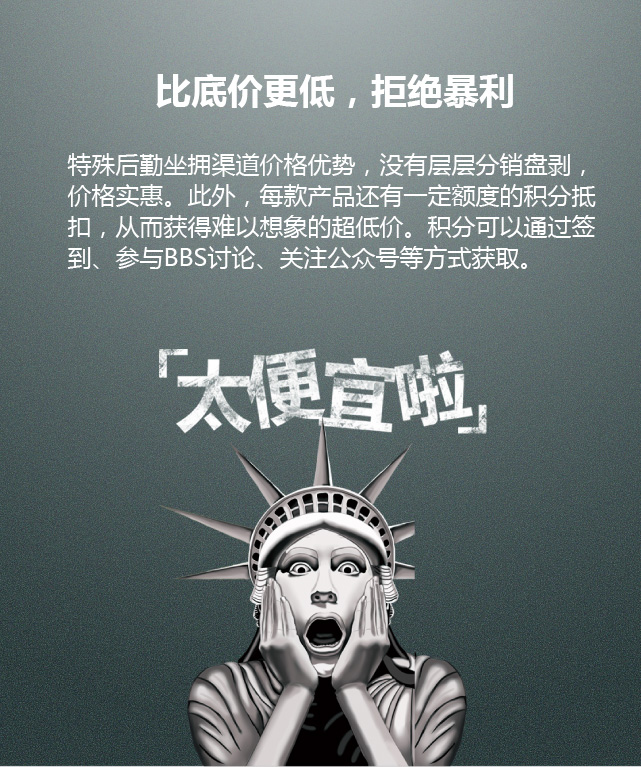 比底价更低，拒绝暴利
特殊后勤坐拥渠道价格优势，没有层层分销盘剥，
价格实惠。此外，每款产品还有一定额度的积分抵
扣，从而获得难以想象的超低价。积分可以通过签
到、参与BBS讨论、关注公众号等方式获取。
「太便宜啦」